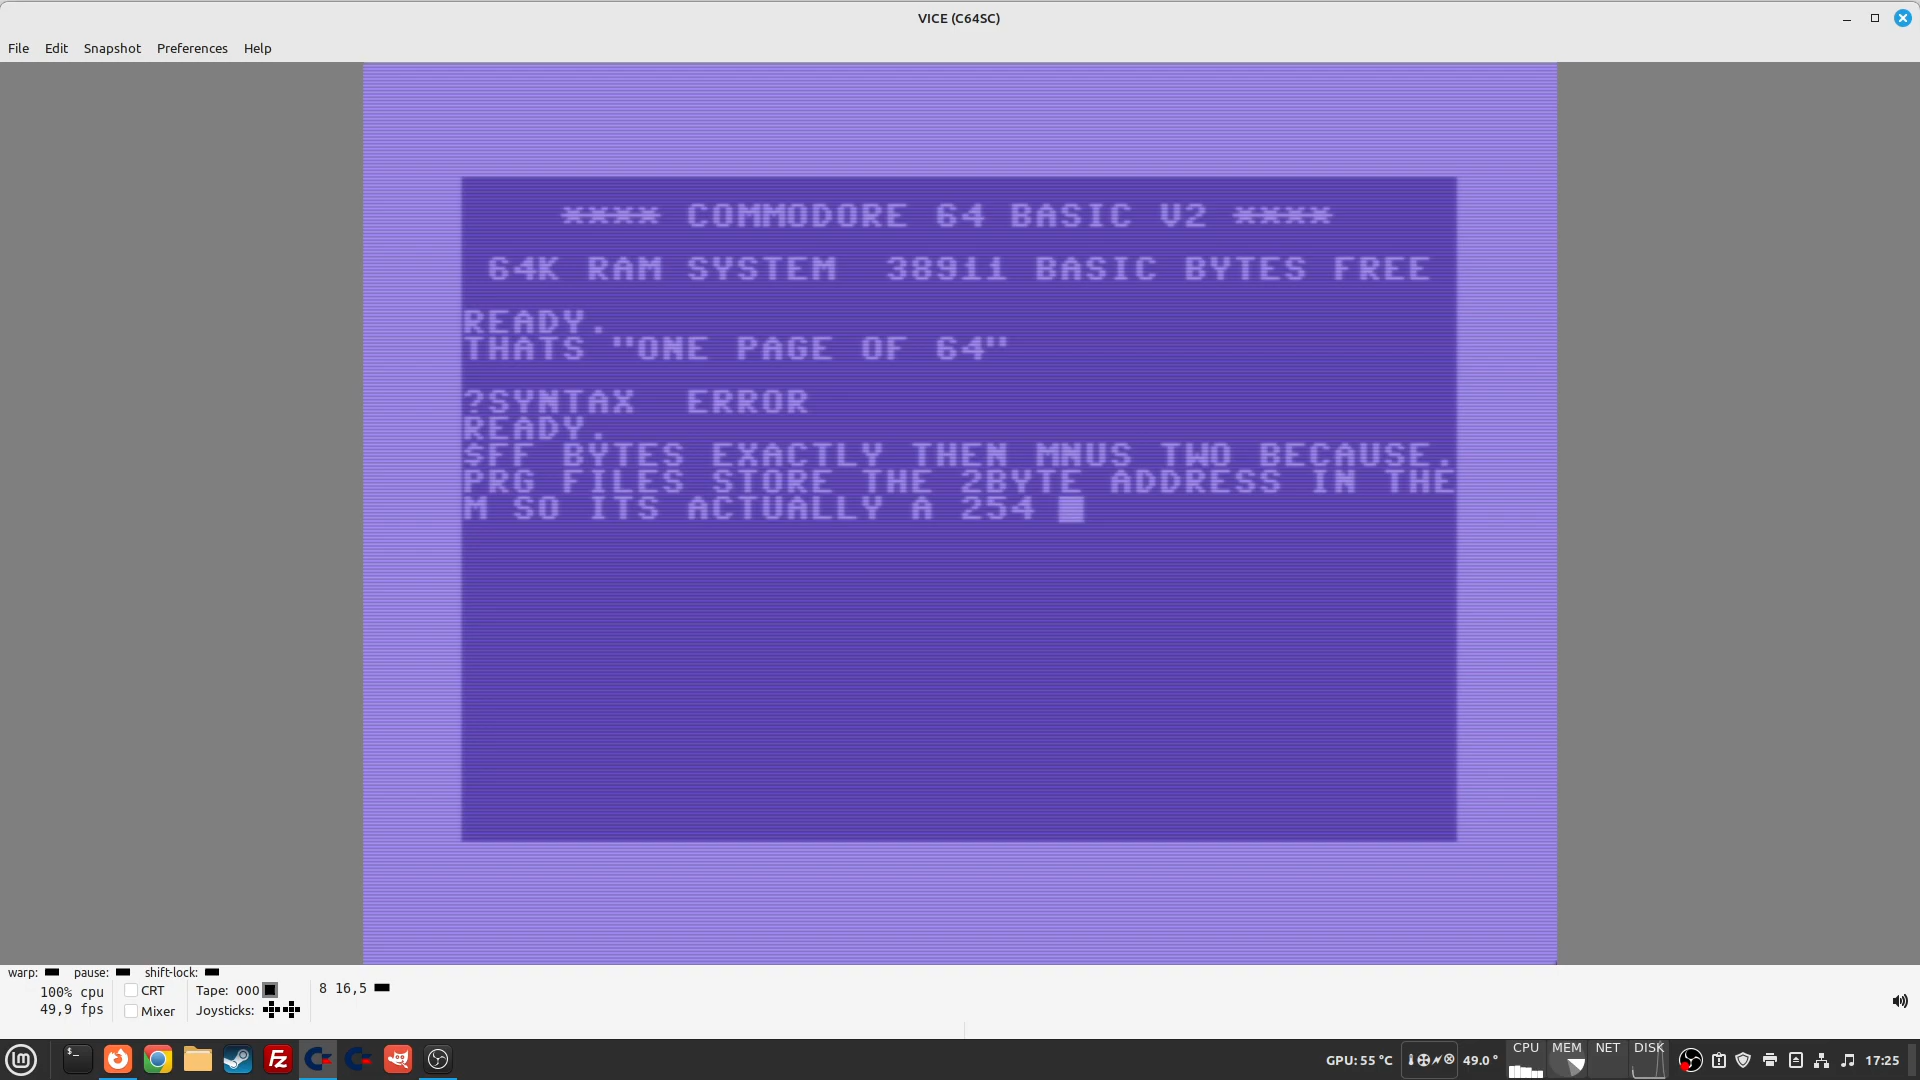 VICE (C64SC)
File Edit Snapshot Preferences Help
**** COMMODORE 64 BASIC V2 ****
64K RAM SYSTEM  38911 BASIC BYTES FREE
READY.
THATS "ONE PAGE OF 64"
?SYNTAX  ERROR
READY.
$FF BYTES EXACTLY THEN MNUS TWO BECAUSE.
PRG FILES STORE THE 2BYTE ADDRESS IN THE
M SO ITS ACTUALLY A 254
warp: pause: shift-lock:
100% cpu CRT Tape: 000 8 16,5
49,9 fps Mixer Joysticks:
GPU: 55 °C 49.0 ° CPU MEM NET DISK 17:25